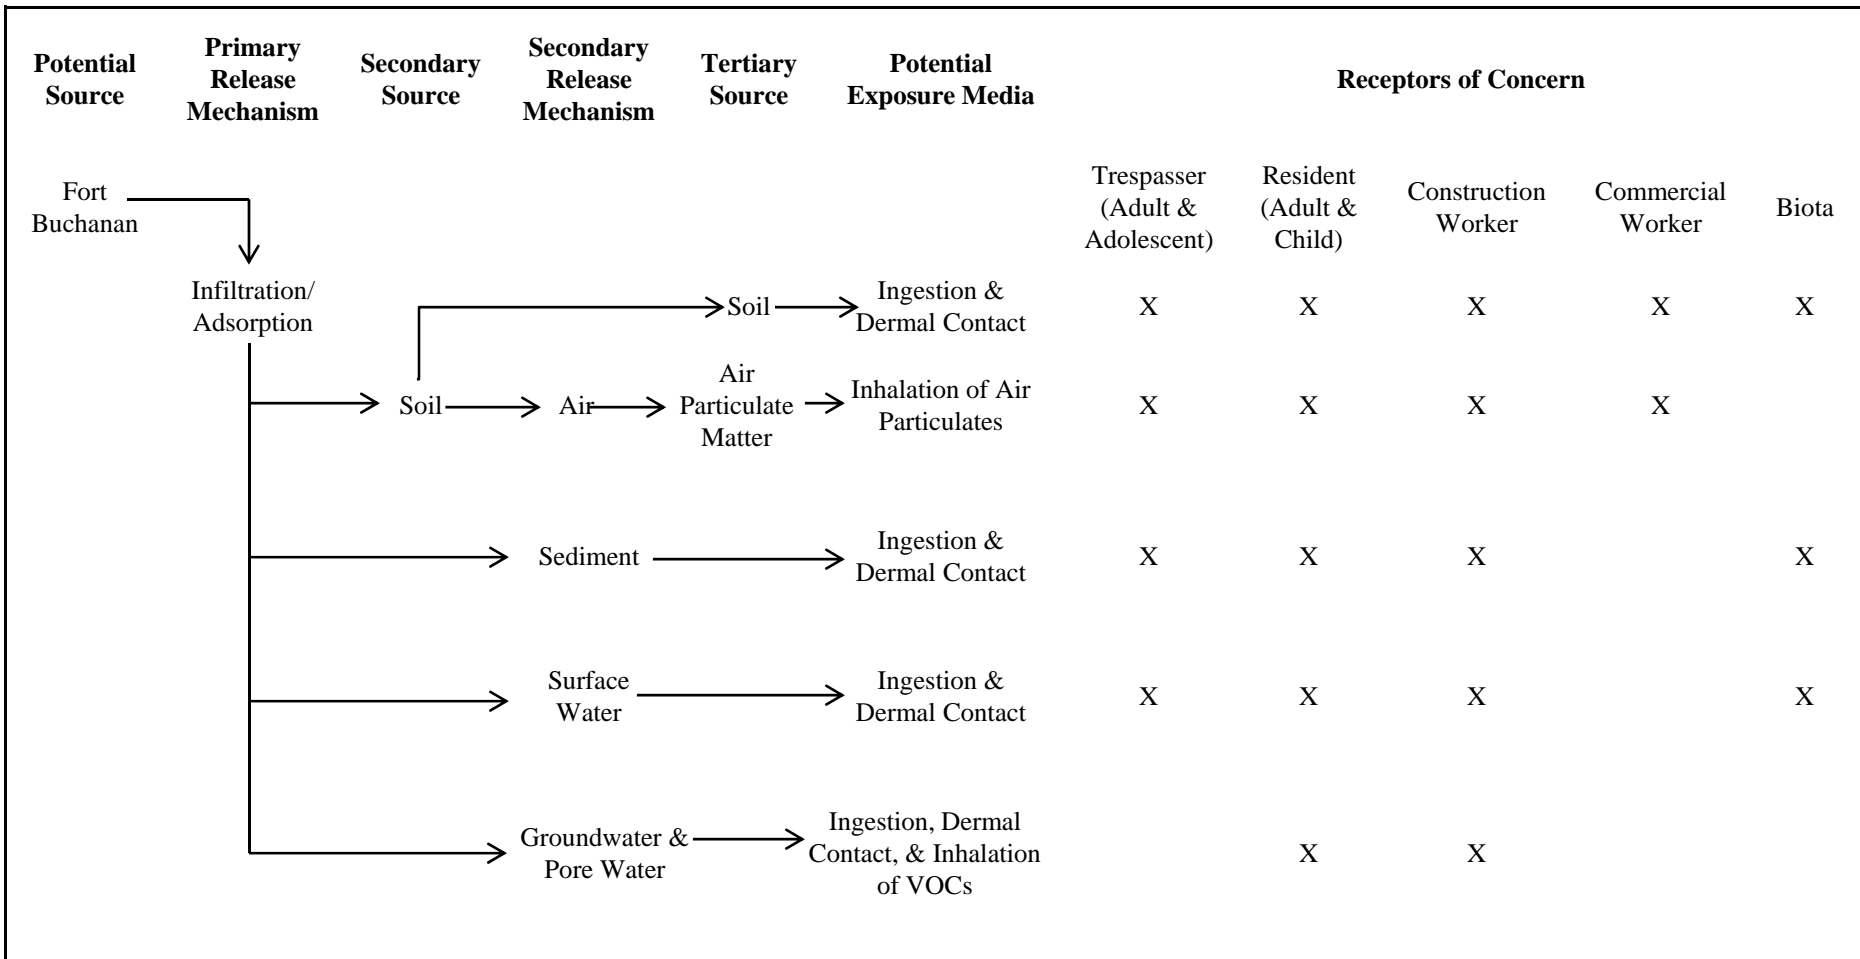 Potential
Source
Primary
Release
Mechanism
Secondary
Source
Secondary
Release
Mechanism
Tertiary
Source
Potential
Exposure Media
Receptors of Concern
Fort
Buchanan
Trespasser
(Adult &
Adolescent)
Resident
(Adult &
Child)
Construction
Worker
Commercial
Worker
Biota
Infiltration/
Adsorption
Soil
Ingestion &
Dermal Contact
X X X X X
Soil
Air
Air
Particulate
Matter
Inhalation of Air
Particulates
X X X X
Sediment
Ingestion &
Dermal Contact
X X X X
Surface
Water
Ingestion &
Dermal Contact
X X X X
Groundwater &
Pore Water
Ingestion, Dermal
Contact, & Inhalation
of VOCs
X X